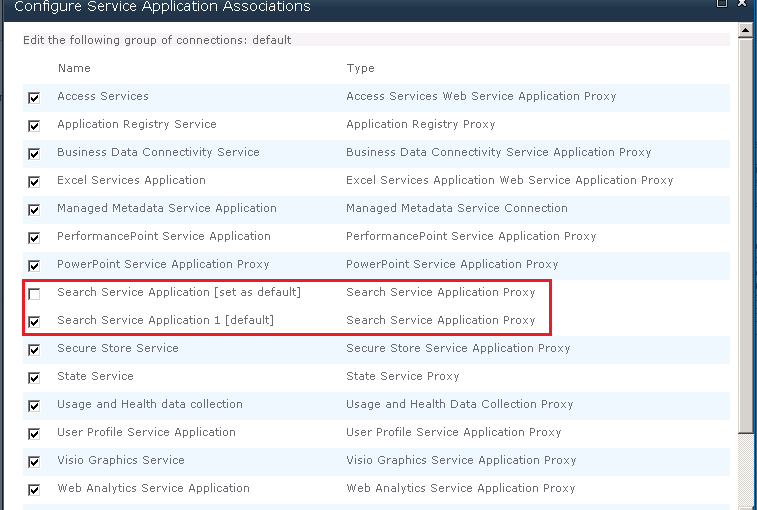 Configure Service Application Associations
Edit the following group of connections: default
Name Type
Access Services Access Services Web Service Application Proxy
Application Registry Service Application Registry Proxy
Business Data Connectivity Service Business Data Connectivity Service Application Proxy
Excel Services Application Excel Services Application Web Service Application Proxy
Managed Metadata Service Application Managed Metadata Service Connection
PerformancePoint Service Application PerformancePoint Service Application Proxy
PowerPoint Service Application Proxy PowerPoint Service Application Proxy
Search Service Application [set as default] Search Service Application Proxy
Search Service Application 1 [default] Search Service Application Proxy
Secure Store Service Secure Store Service Application Proxy
State Service State Service Proxy
Usage and Health data collection Usage and Health Data Collection Proxy
User Profile Service Application User Profile Service Application Proxy
Visio Graphics Service Visio Graphics Service Application Proxy
Web Analytics Service Application Web Analytics Service Application Proxy